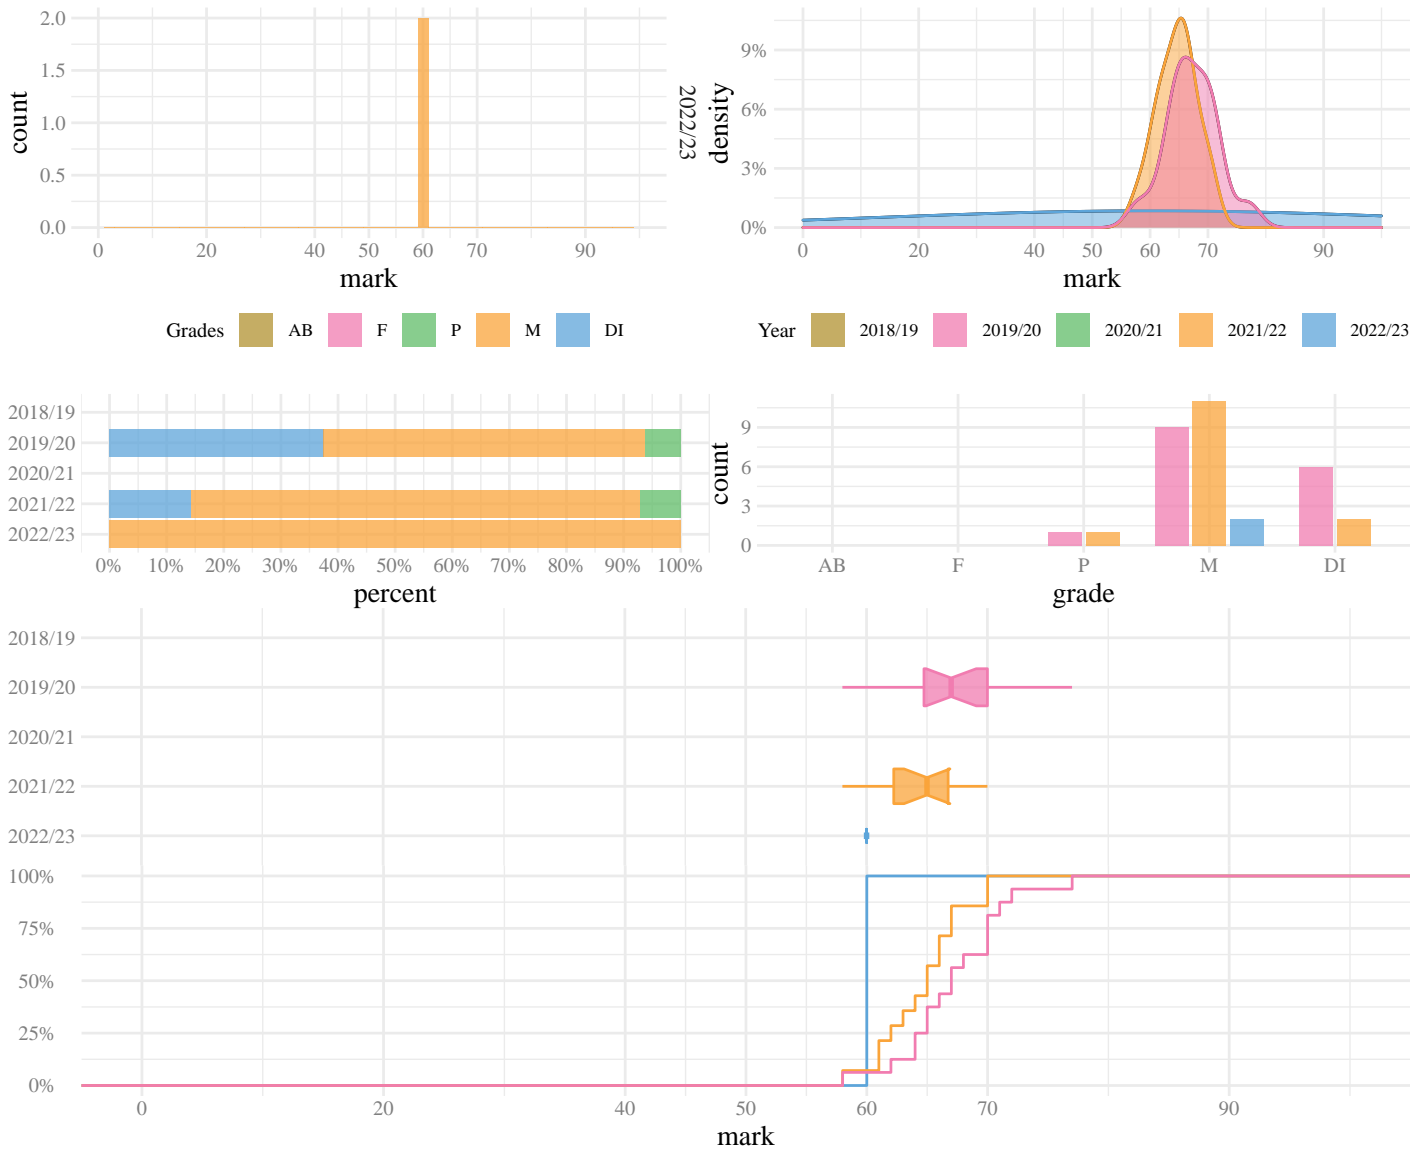 2.0
1.5
1.0
0.5
0.0
count
0 20 40 50 60 70 90
mark
2022/23
9%
6%
3%
0%
density
0 20 40 50 60 70 90
mark
Grades AB F P M DI
Year 2018/19 2019/20 2020/21 2021/22 2022/23
2018/19
2019/20
2020/21
2021/22
2022/23
0% 10% 20% 30% 40% 50% 60% 70% 80% 90% 100%
percent
9
6
3
0
count
AB F P M DI
grade
2018/19
2019/20
2020/21
2021/22
2022/23
100%
75%
50%
25%
0%
0 20 40 50 60 70 90
mark